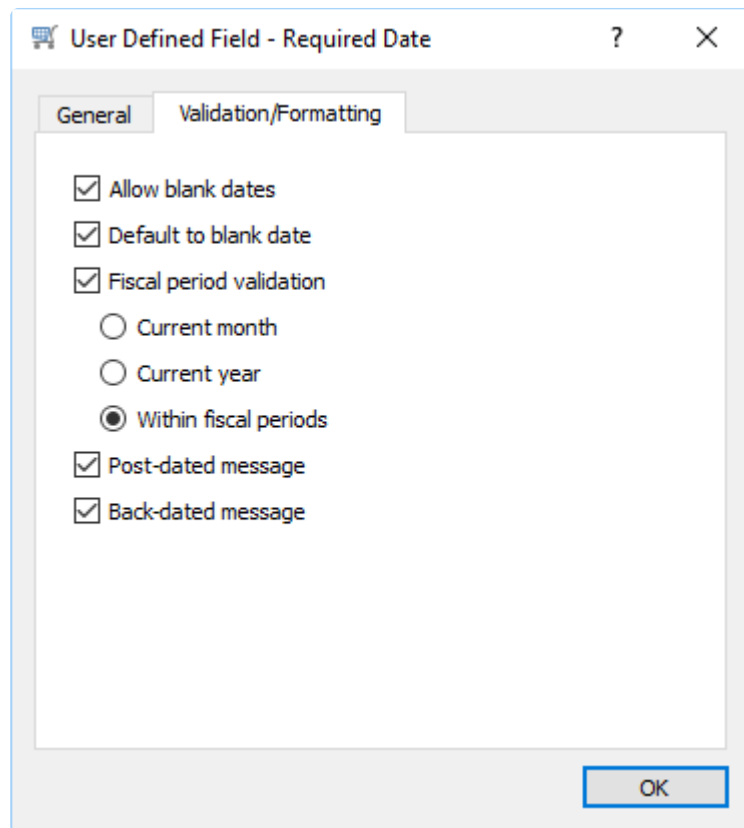 User Defined Field - Required Date ?
General Validation/Formatting
Allow blank dates
Default to blank date
Fiscal period validation
Current month
Current year
Within fiscal periods
Post-dated message
Back-dated message
OK